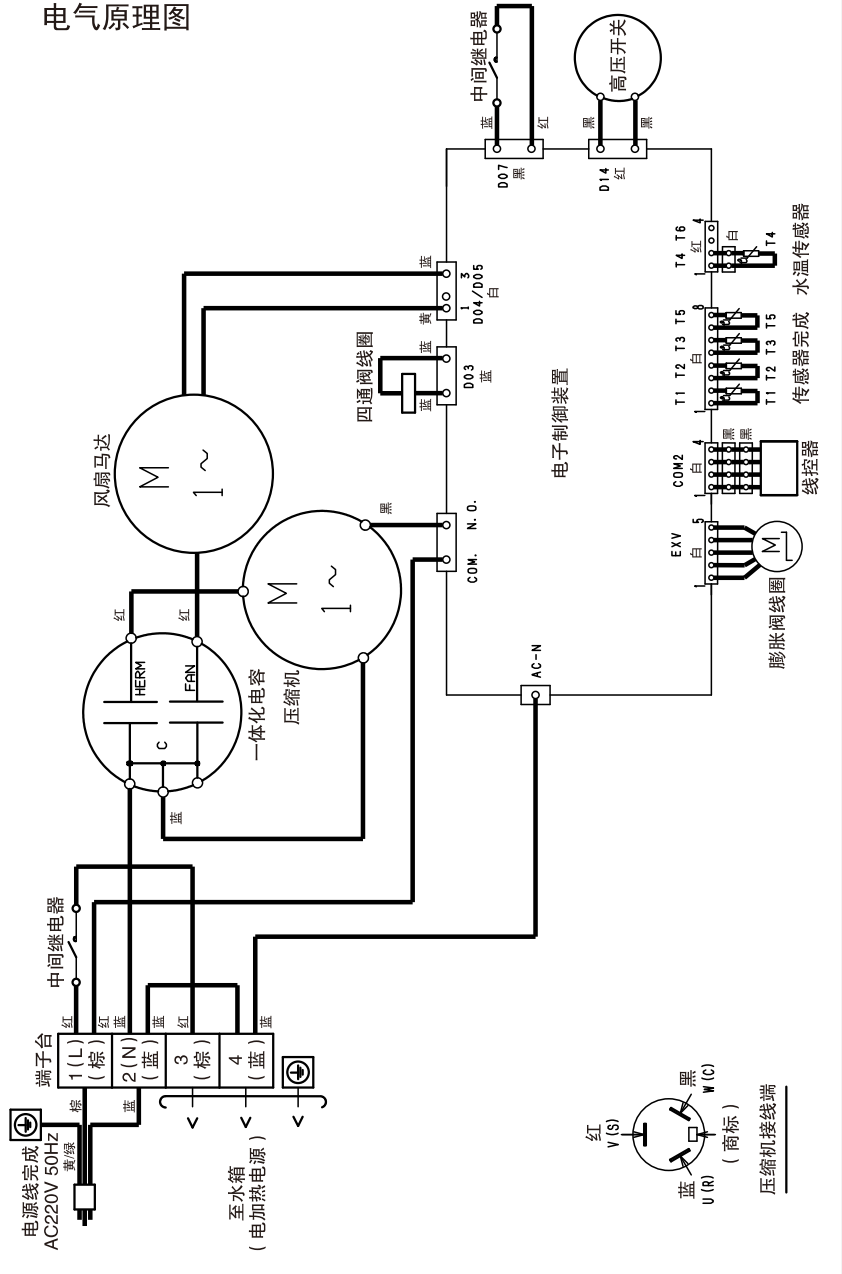 电气原理图
中间继电器
高压开关
蓝
红
黑
黑
D07
黑
D14
红
蓝
3
D04/D05
白
1
黄
四通阀线圈
蓝
D03
蓝
蓝
风扇马达
M
1~
电子制御装置
4
T4 T6
红
白
1
T4
水温传感器
8
T1 T2 T3 T5
白
1
T1 T2 T3 T5
传感器完成
COM2
4
白
1
黑
黑
线控器
EXV
5
白
1
M
膨胀阀线圈
黑
COM. N.O.
M
1~
压缩机
红
红
HERM
FAN
C
一体化电容
蓝
AC-N
中间继电器
红
红
蓝
蓝
红
蓝
端子台
1(L)
(棕)
2(N)
(蓝)
3
(棕)
4
(蓝)
棕
蓝
黄/绿
电源线完成
AC220V 50Hz
至水箱
(电加热电源)
红
V(S)
黑
W(C)
蓝
U(R)
(商标)
压缩机接线端